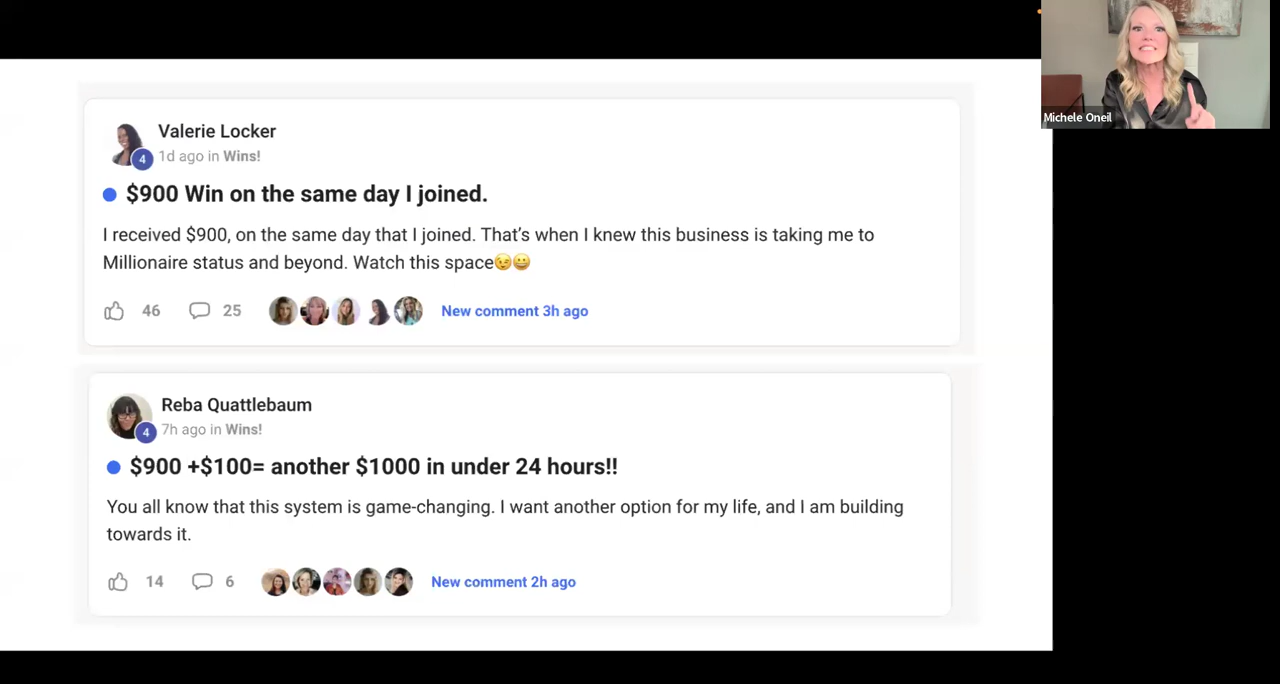 Michele Oneil
Valerie Locker
4
1d ago in Wins!
$900 Win on the same day I joined.
I received $900, on the same day that I joined. That's when I knew this business is taking me to
Millionaire status and beyond. Watch this space😉😀
46 25 New comment 3h ago
Reba Quattlebaum
4
7h ago in Wins!
$900 +$100= another $1000 in under 24 hours!!
You all know that this system is game-changing. I want another option for my life, and I am building
towards it.
14 6 New comment 2h ago